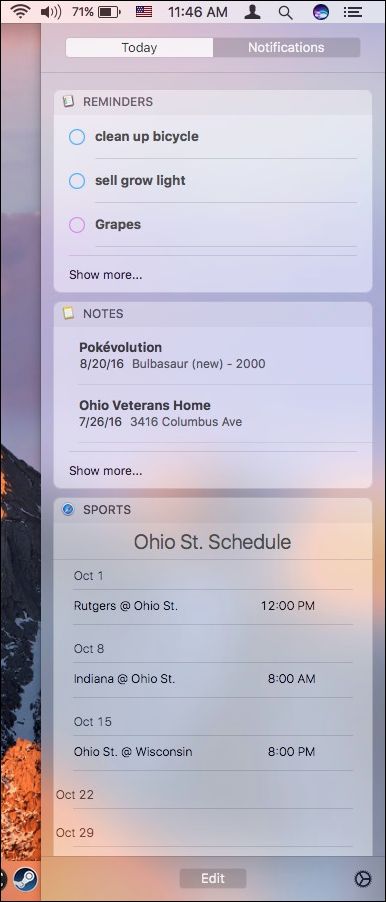 71% 11:46 AM
Today Notifications
REMINDERS
clean up bicycle
sell grow light
Grapes
Show more...
NOTES
Pokévolution
8/20/16 Bulbasaur (new) - 2000
Ohio Veterans Home
7/26/16 3416 Columbus Ave
Show more...
SPORTS
Ohio St. Schedule
Oct 1
Rutgers @ Ohio St. 12:00 PM
Oct 8
Indiana @ Ohio St. 8:00 AM
Oct 15
Ohio St. @ Wisconsin 8:00 PM
Oct 22
Oct 29
Edit